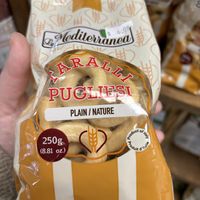 La Mediterranea
TARALLI
PUGLIESI
PLAIN / NATURE
250g
(8.81 oz.)